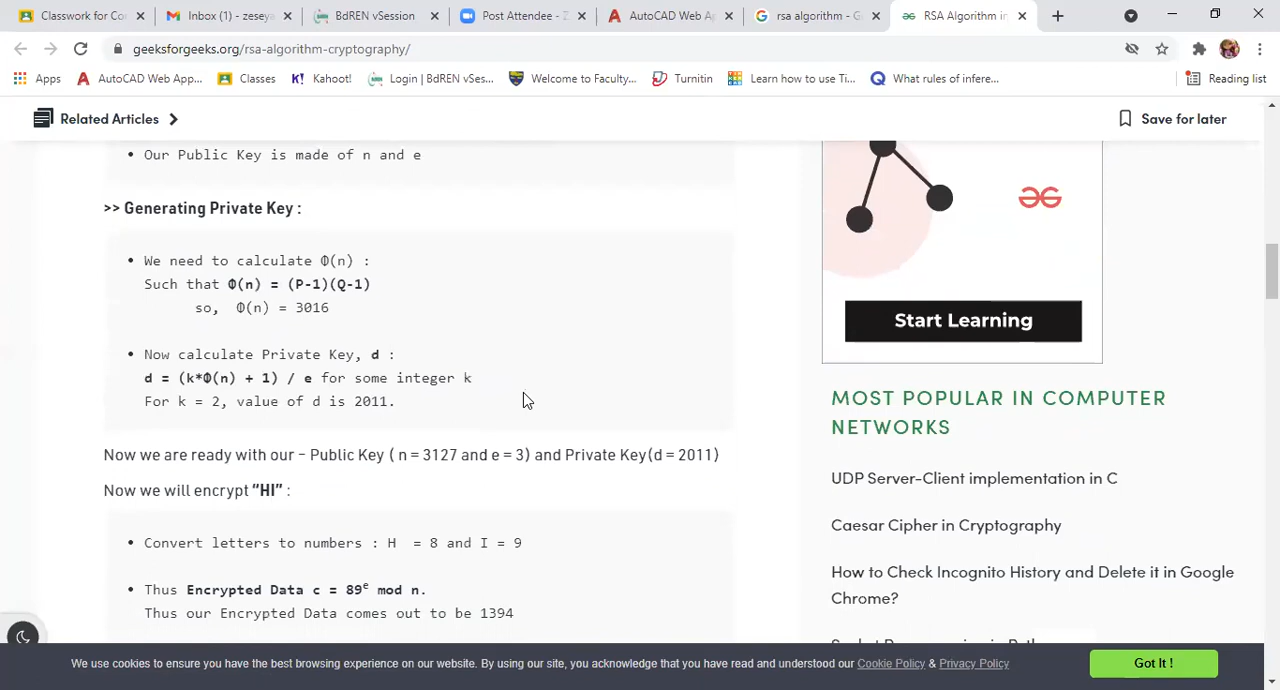 Classwork for Co
Inbox (1) - zeseya
BdREN vSession
Post Attendee - Z
AutoCAD Web Ap
rsa algorithm - G
RSA Algorithm in
geeksforgeeks.org/rsa-algorithm-cryptography/
Apps
AutoCAD Web App...
Classes
Kahoot!
Login | BdREN vSes...
Welcome to Faculty...
Turnitin
Learn how to use Ti...
What rules of infere...
Reading list
Related Articles
Save for later
• Our Public Key is made of n and e
>> Generating Private Key :
• We need to calculate Φ(n) :
Such that Φ(n) = (P-1)(Q-1)
so, Φ(n) = 3016
• Now calculate Private Key, d :
d = (k*Φ(n) + 1) / e for some integer k
For k = 2, value of d is 2011.
Now we are ready with our – Public Key ( n = 3127 and e = 3) and Private Key(d = 2011)
Now we will encrypt “HI” :
• Convert letters to numbers : H = 8 and I = 9
• Thus Encrypted Data c = 89ᵉ mod n.
Thus our Encrypted Data comes out to be 1394
Start Learning
MOST POPULAR IN COMPUTER
NETWORKS
UDP Server-Client implementation in C
Caesar Cipher in Cryptography
How to Check Incognito History and Delete it in Google
Chrome?
We use cookies to ensure you have the best browsing experience on our website. By using our site, you acknowledge that you have read and understood our Cookie Policy & Privacy Policy
Got It !